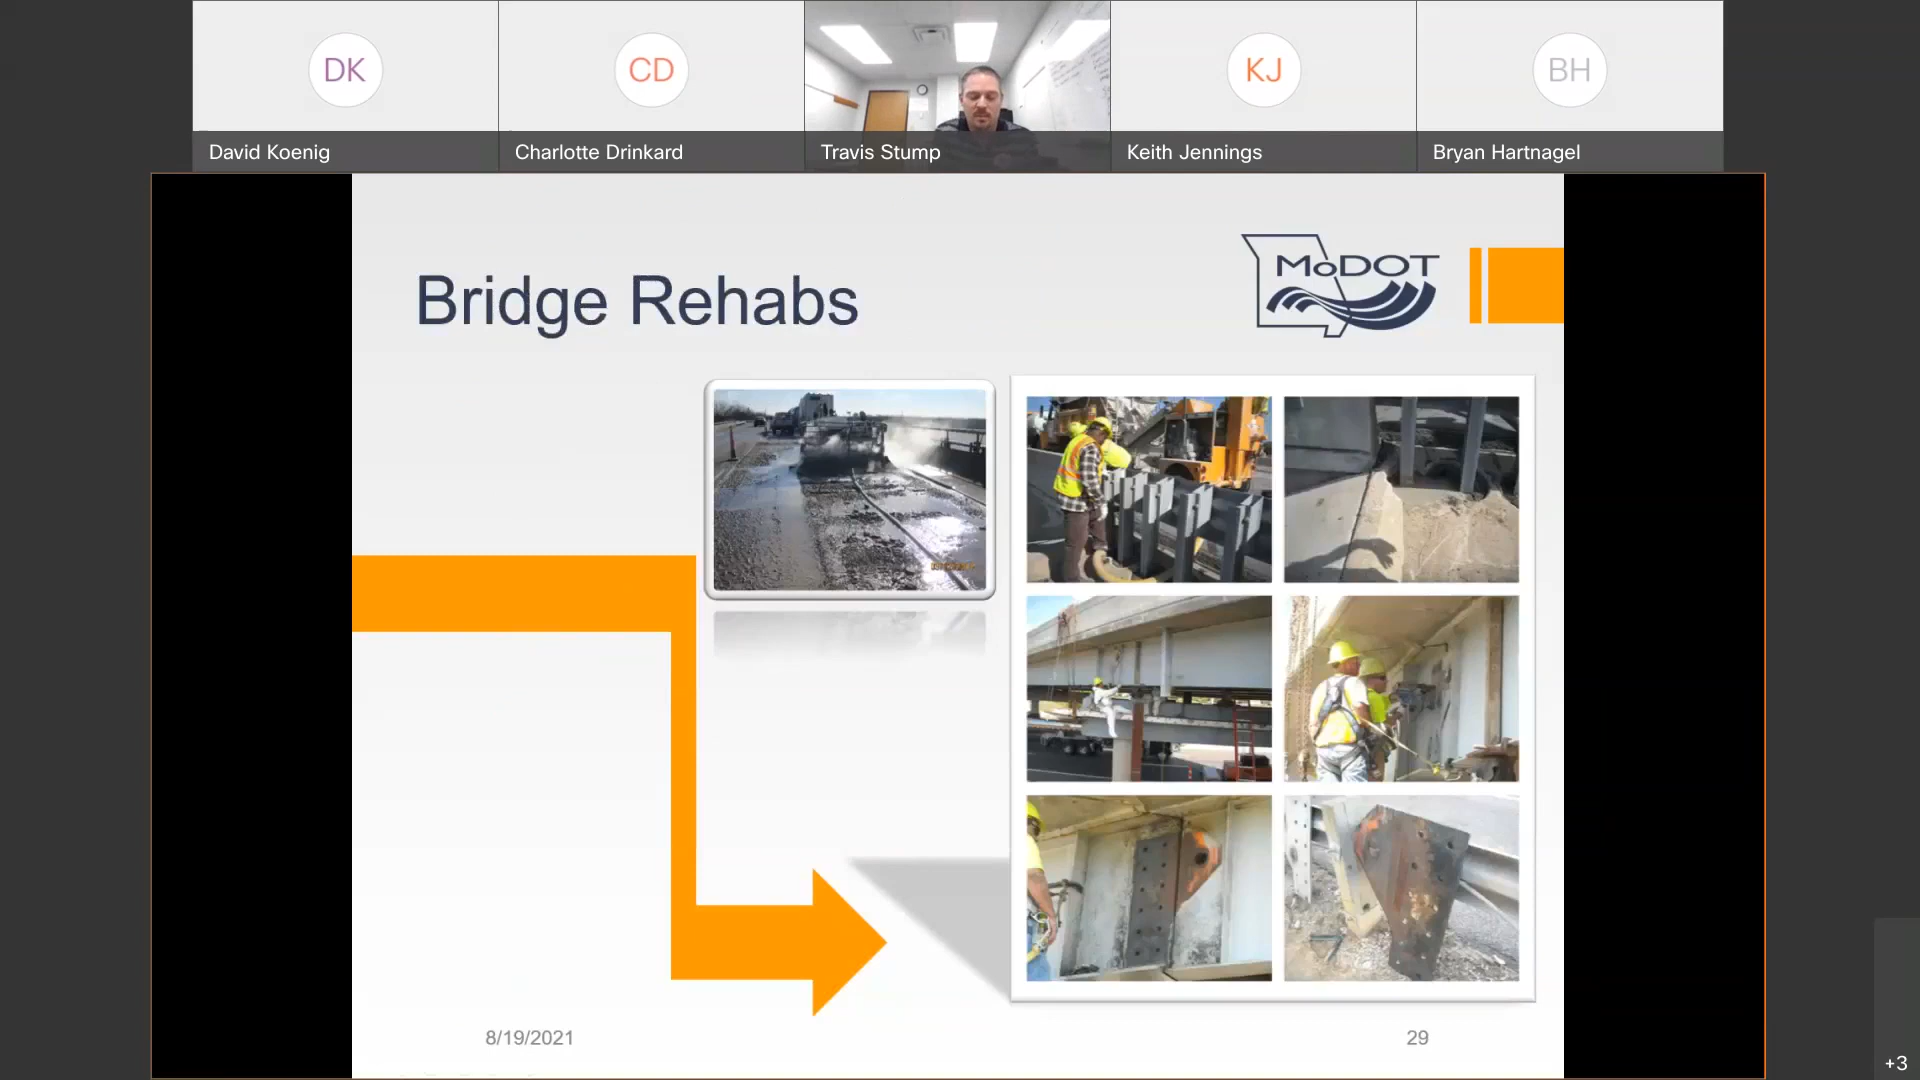 DK
CD
KJ
BH
David Koenig
Charlotte Drinkard
Travis Stump
Keith Jennings
Bryan Hartnagel
Bridge Rehabs
MoDOT
8/19/2021
29
+3